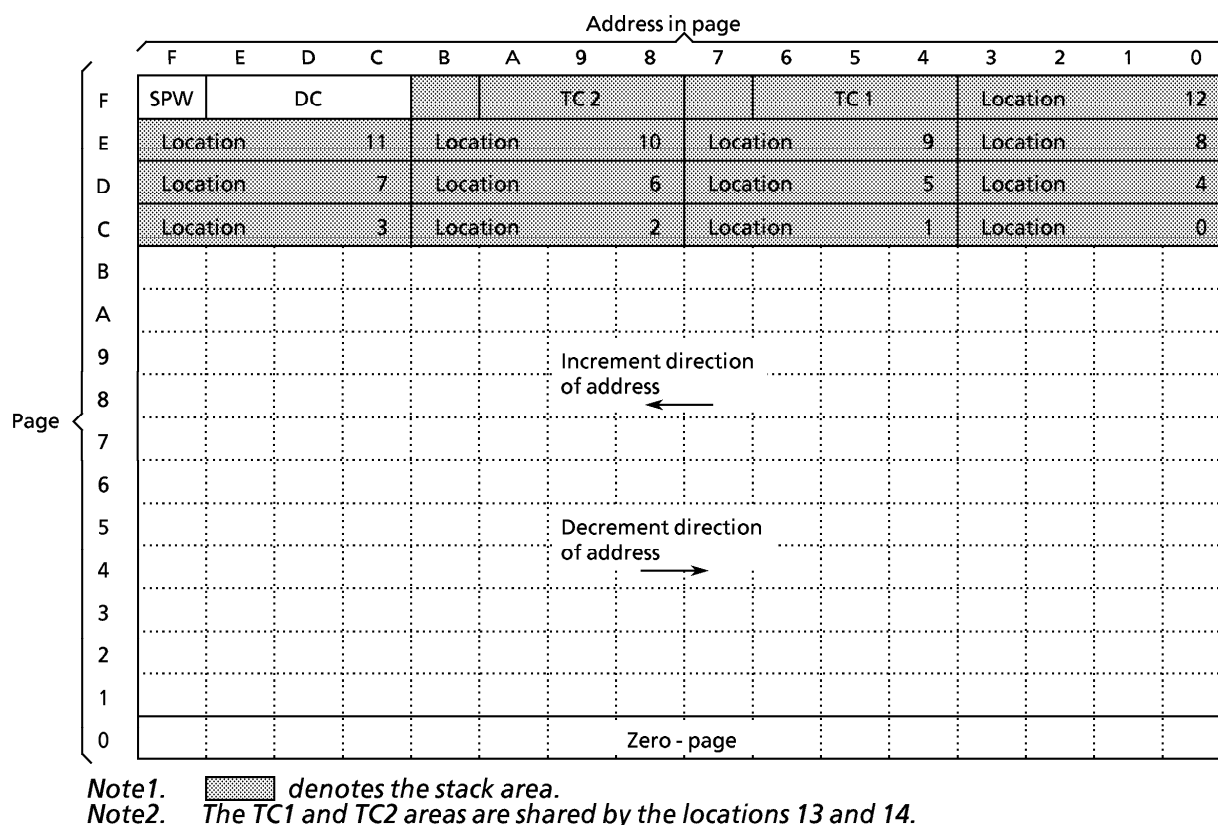 Address in page
F E D C B A 9 8 7 6 5 4 3 2 1 0
F SPW DC TC 2 TC 1 Location 12
E Location 11 Location 10 Location 9 Location 8
D Location 7 Location 6 Location 5 Location 4
C Location 3 Location 2 Location 1 Location 0
B
A
9 Increment direction
of address
8
Page
7
6
5 Decrement direction
of address
4
3
2
1
0 Zero - page
Note1. denotes the stack area.
Note2. The TC1 and TC2 areas are shared by the locations 13 and 14.